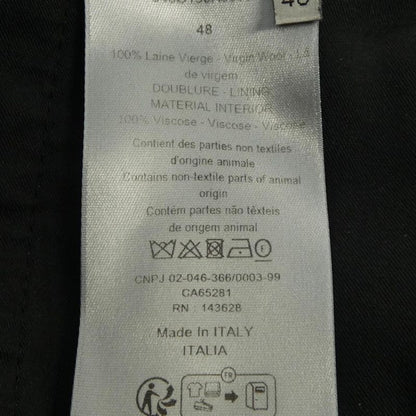 48
100% Laine Vierge - Virgin Wool - Lã
de virgem
DOUBLURE - LINING
MATERIAL INTERIOR
100% Viscose - Viscose - Viscose
Contient des parties non textiles
d'origine animale
Contains non-textile parts of animal
origin
Contém partes não têxteis
de origem animal
CNPJ 02-046-366/0003-99
CA65281
RN : 143628
Made In ITALY
ITALIA
FR